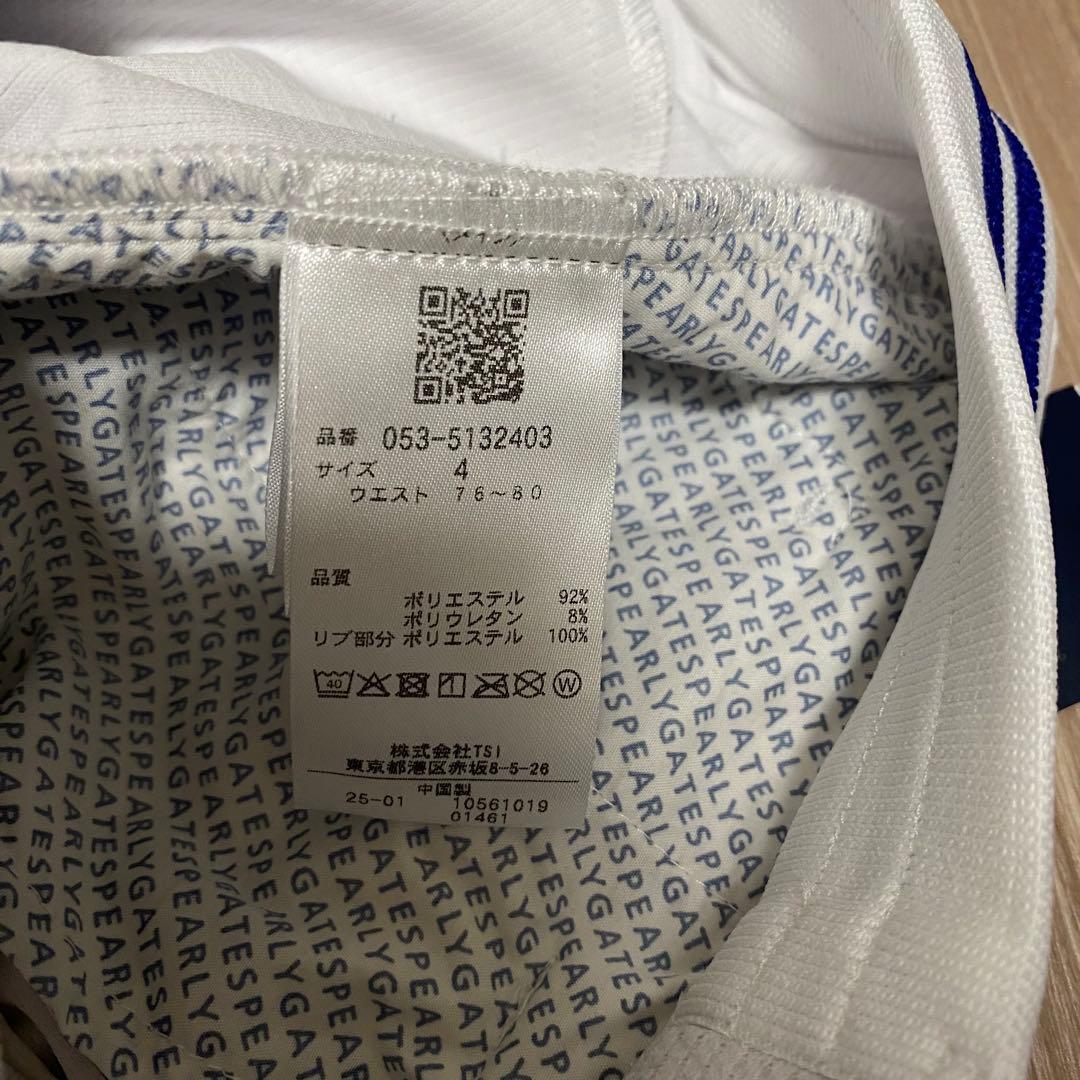 品番 053-5132403
サイズ 4
ウエスト 76～80
品質
ポリエステル 92%
ポリウレタン 8%
リブ部分 ポリエステル 100%
40
W
株式会社TSI
東京都港区赤坂8-5-26
中国製
25-01 10561019
01461
PEARLYGATESPEARLYGATES